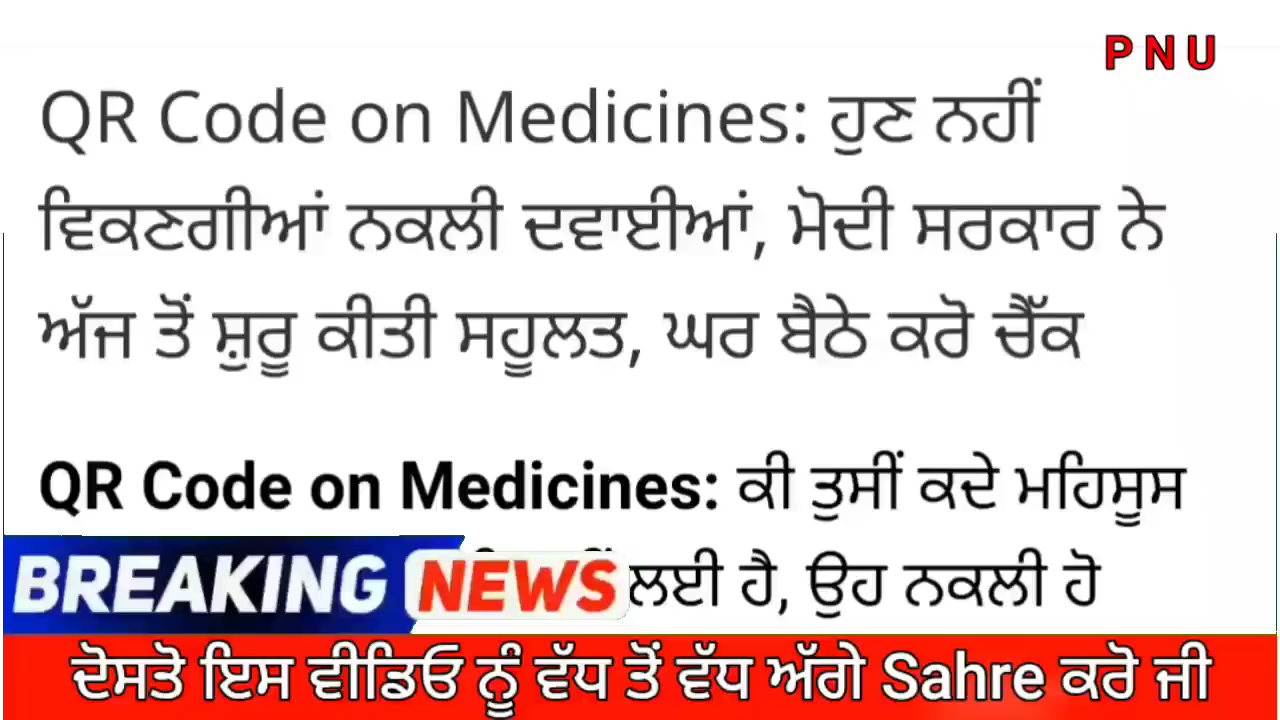 PNU
QR Code on Medicines: ਹੁਣ ਨਹੀਂ
ਵਿਕਣਗੀਆਂ ਨਕਲੀ ਦਵਾਈਆਂ, ਮੋਦੀ ਸਰਕਾਰ ਨੇ
ਅੱਜ ਤੋਂ ਸ਼ੁਰੂ ਕੀਤੀ ਸਹੂਲਤ, ਘਰ ਬੈਠੇ ਕਰੋ ਚੈੱਕ
QR Code on Medicines: ਕੀ ਤੁਸੀਂ ਕਦੇ ਮਹਿਸੂਸ
ਲਈ ਹੈ, ਉਹ ਨਕਲੀ ਹੋ
BREAKING NEWS
ਦੋਸਤੋ ਇਸ ਵੀਡਿਓ ਨੂੰ ਵੱਧ ਤੋਂ ਵੱਧ ਅੱਗੇ Sahre ਕਰੋ ਜੀ